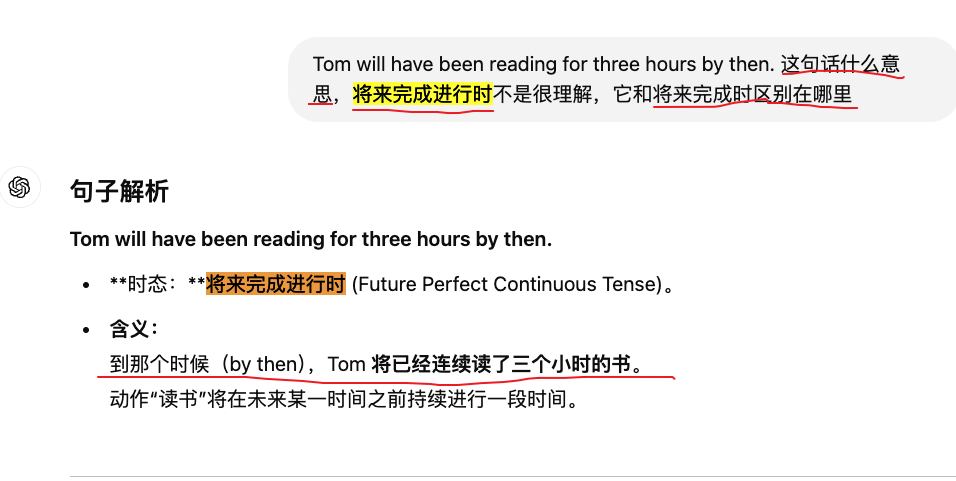 Tom will have been reading for three hours by then. 这句话什么意
思，将来完成进行时不是很理解，它和将来完成时区别在哪里
句子解析
Tom will have been reading for three hours by then.
• **时态：**将来完成进行时 (Future Perfect Continuous Tense)。
• 含义：
到那个时候（by then），Tom 将已经连续读了三个小时的书。
动作“读书”将在未来某一时间之前持续进行一段时间。